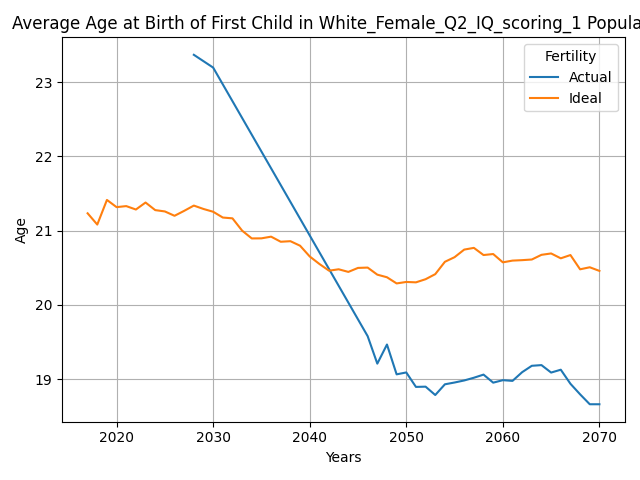 Average Age at Birth of First Child in White_Female_Q2_IQ_scoring_1 Popula
Fertility
Actual
Ideal
Age
23
22
21
20
19
2020 2030 2040 2050 2060 2070
Years